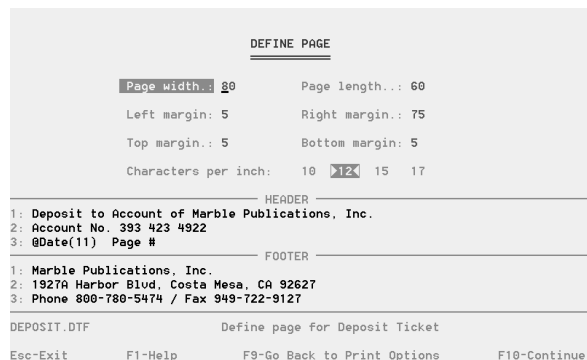 DEFINE PAGE
Page width.: 80 Page length..: 60
Left margin: 5 Right margin.: 75
Top margin.: 5 Bottom margin: 5
Characters per inch: 10 ►12◄ 15 17
HEADER
1: Deposit to Account of Marble Publications, Inc.
2: Account No. 393 423 4922
3: @Date(11) Page #
FOOTER
1: Marble Publications, Inc.
2: 1927A Harbor Blvd, Costa Mesa, CA 92627
3: Phone 800-780-5474 / Fax 949-722-9127
DEPOSIT.DTF Define page for Deposit Ticket
Esc-Exit F1-Help F9-Go Back to Print Options F10-Continue